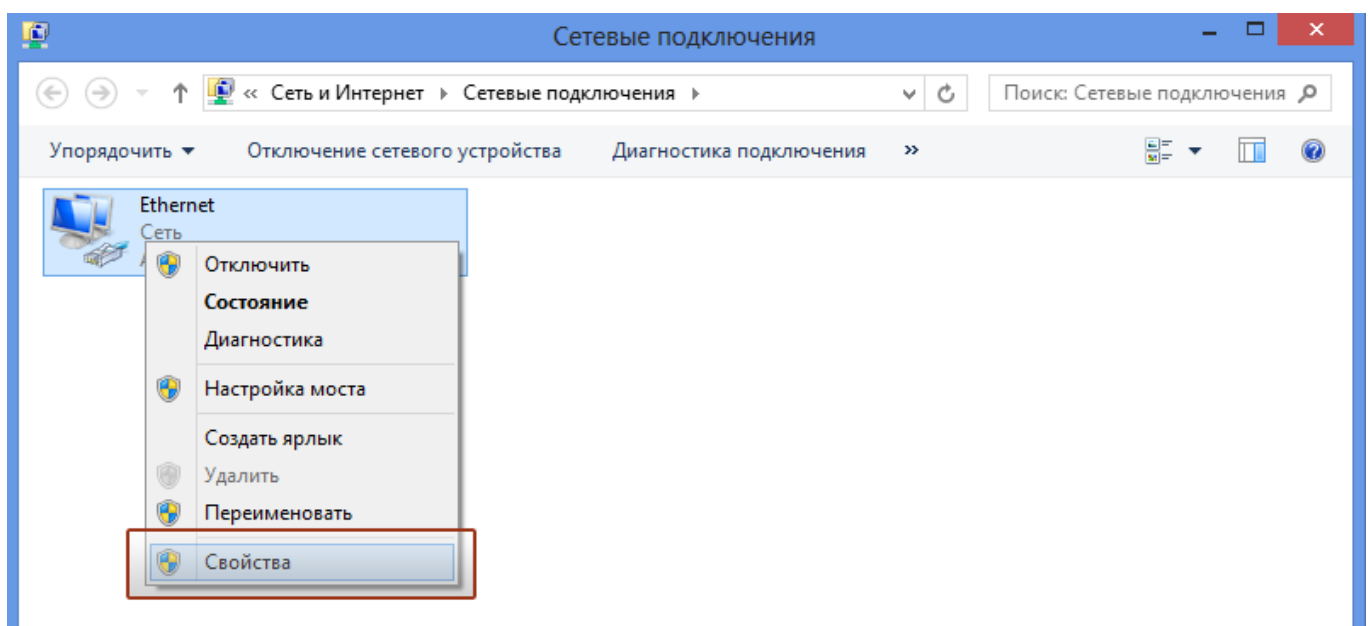 Сетевые подключения
« Сеть и Интернет Сетевые подключения Поиск: Сетевые подключения
Упорядочить Отключение сетевого устройства Диагностика подключения »
Ethernet
Сеть
Отключить
Состояние
Диагностика
Настройка моста
Создать ярлык
Удалить
Переименовать
Свойства